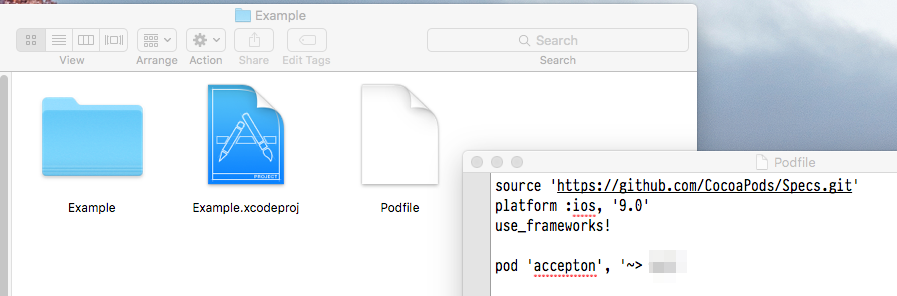 Example
Search
View
Arrange
Action
Share
Edit Tags
Search
PROJECT
Example
Example.xcodeproj
Podfile
Podfile
source 'https://github.com/CocoaPods/Specs.git'
platform :ios, '9.0'
use_frameworks!
pod 'accepton', '~>